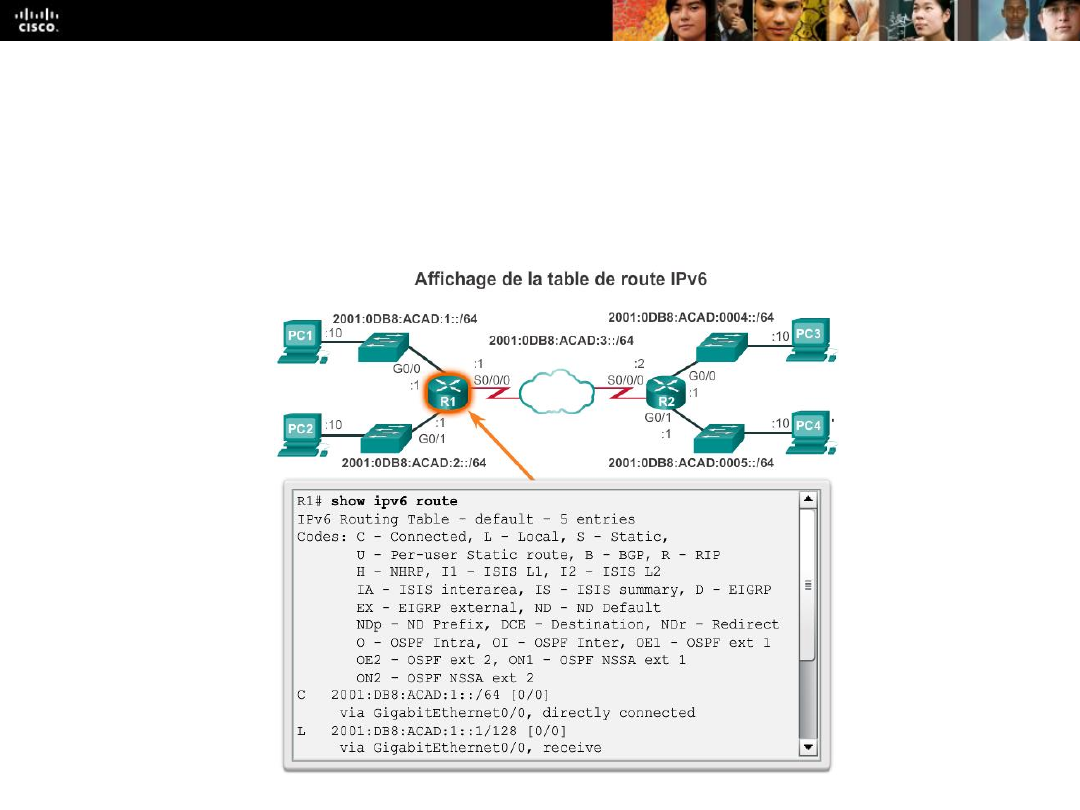 CISCO.
Affichage de la table de route IPv6
2001:0DB8:ACAD:1::/64
2001:0DB8:ACAD:0004::/64
PC1
:10
2001:0DB8:ACAD:3::/64
:10
PC3
G0/0
:1
:1
S0/0/0
:2
S0/0/0
G0/0
:1
R1
R2
PC2
:10
:1
G0/1
G0/1
:1
:10
PC4
2001:0DB8:ACAD:2::/64
2001:0DB8:ACAD:0005::/64
R1# show ipv6 route
IPv6 Routing Table - default - 5 entries
Codes: C - Connected, L - Local, S - Static,
U - Per-user Static route, B - BGP, R - RIP
H - NHRP, I1 - ISIS L1, I2 - ISIS L2
IA - ISIS interarea, IS - ISIS summary, D - EIGRP
EX - EIGRP external, ND - ND Default
NDp - ND Prefix, DCE - Destination, NDr - Redirect
O - OSPF Intra, OI - OSPF Inter, OE1 - OSPF ext 1
OE2 - OSPF ext 2, ON1 - OSPF NSSA ext 1
ON2 - OSPF NSSA ext 2
C 2001:DB8:ACAD:1::/64 [0/0]
via GigabitEthernet0/0, directly connected
L 2001:DB8:ACAD:1::1/128 [0/0]
via GigabitEthernet0/0, receive